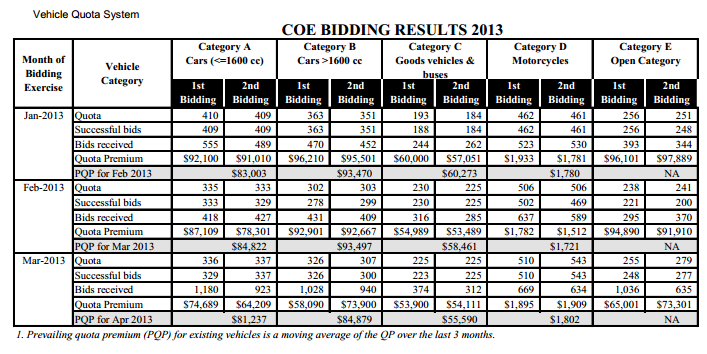 Vehicle Quota System
COE BIDDING RESULTS 2013
Month of Bidding Exercise Vehicle Category Category A Cars (<=1600 cc) Category B Cars >1600 cc Category C Goods vehicles & buses Category D Motorcycles Category E Open Category
1st Bidding 2nd Bidding 1st Bidding 2nd Bidding 1st Bidding 2nd Bidding 1st Bidding 2nd Bidding 1st Bidding 2nd Bidding
Jan-2013 Quota 410 409 363 351 193 184 462 461 256 251
Successful bids 409 409 363 351 188 184 462 461 256 248
Bids received 555 489 470 452 244 262 523 530 393 344
Quota Premium $92,100 $91,010 $96,210 $95,501 $60,000 $57,051 $1,933 $1,781 $96,101 $97,889
PQP for Feb 2013 $83,003 $93,470 $60,273 $1,780 NA
Feb-2013 Quota 335 333 302 303 230 225 506 506 238 241
Successful bids 333 329 278 299 230 225 502 469 221 200
Bids received 418 427 431 409 316 285 637 589 295 370
Quota Premium $87,109 $78,301 $92,901 $92,667 $54,989 $53,489 $1,782 $1,512 $94,890 $91,910
PQP for Mar 2013 $84,822 $93,497 $58,461 $1,721 NA
Mar-2013 Quota 336 337 326 307 225 225 510 543 255 279
Successful bids 329 337 326 300 223 225 510 543 248 277
Bids received 1,180 923 1,028 940 374 312 669 634 1,036 635
Quota Premium $74,689 $64,209 $58,090 $73,900 $53,900 $54,111 $1,895 $1,909 $65,001 $73,301
PQP for Apr 2013 $81,237 $84,879 $55,590 $1,802 NA
1. Prevailing quota premium (PQP) for existing vehicles is a moving average of the QP over the last 3 months.